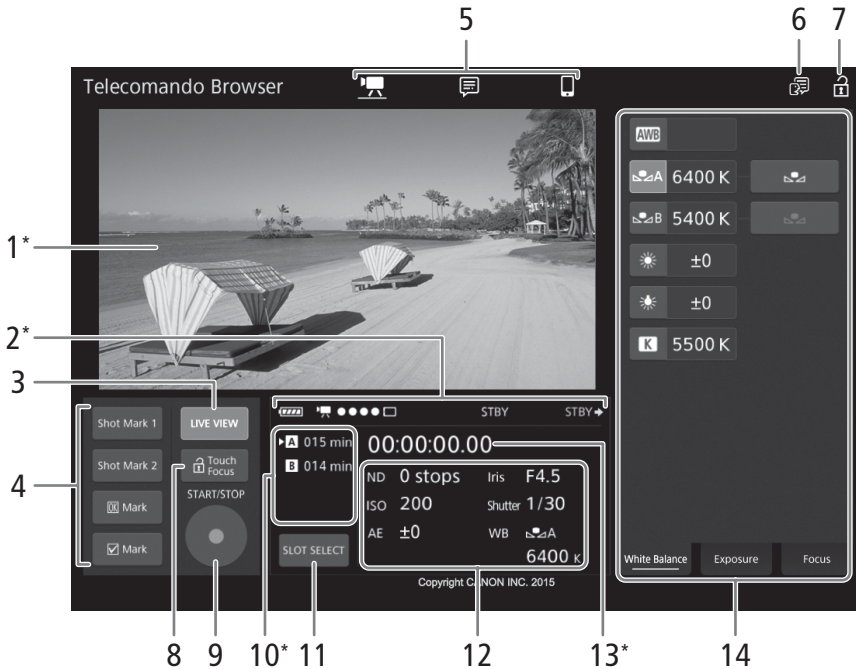 5
6
7
Telecomando Browser
AWB
A 6400 K
B 5400 K
±0
±0
K 5500 K
1*
2*
3
4
Shot Mark 1
LIVE VIEW
Shot Mark 2
Touch
Focus
OK Mark
START/STOP
Mark
STBY
STBY
A 015 min
B 014 min
00:00:00.00
ND 0 stops Iris F4.5
ISO 200 Shutter 1/30
AE ±0 WB A
6400 K
SLOT SELECT
White Balance
Exposure
Focus
Copyright CANON INC. 2015
8
9
10*
11
12
13*
14